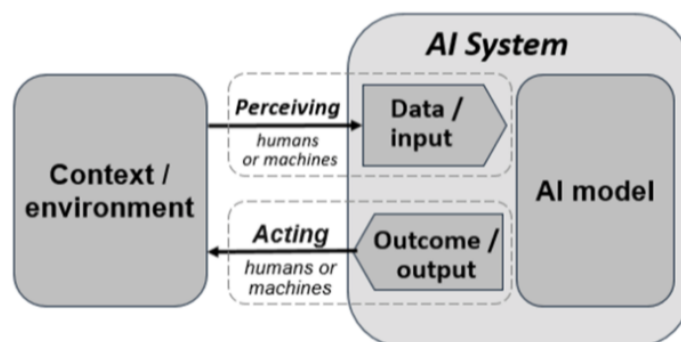 AI System
Perceiving
humans
or machines
Data /
input
Context /
environment
AI model
Acting
humans or
machines
Outcome /
output